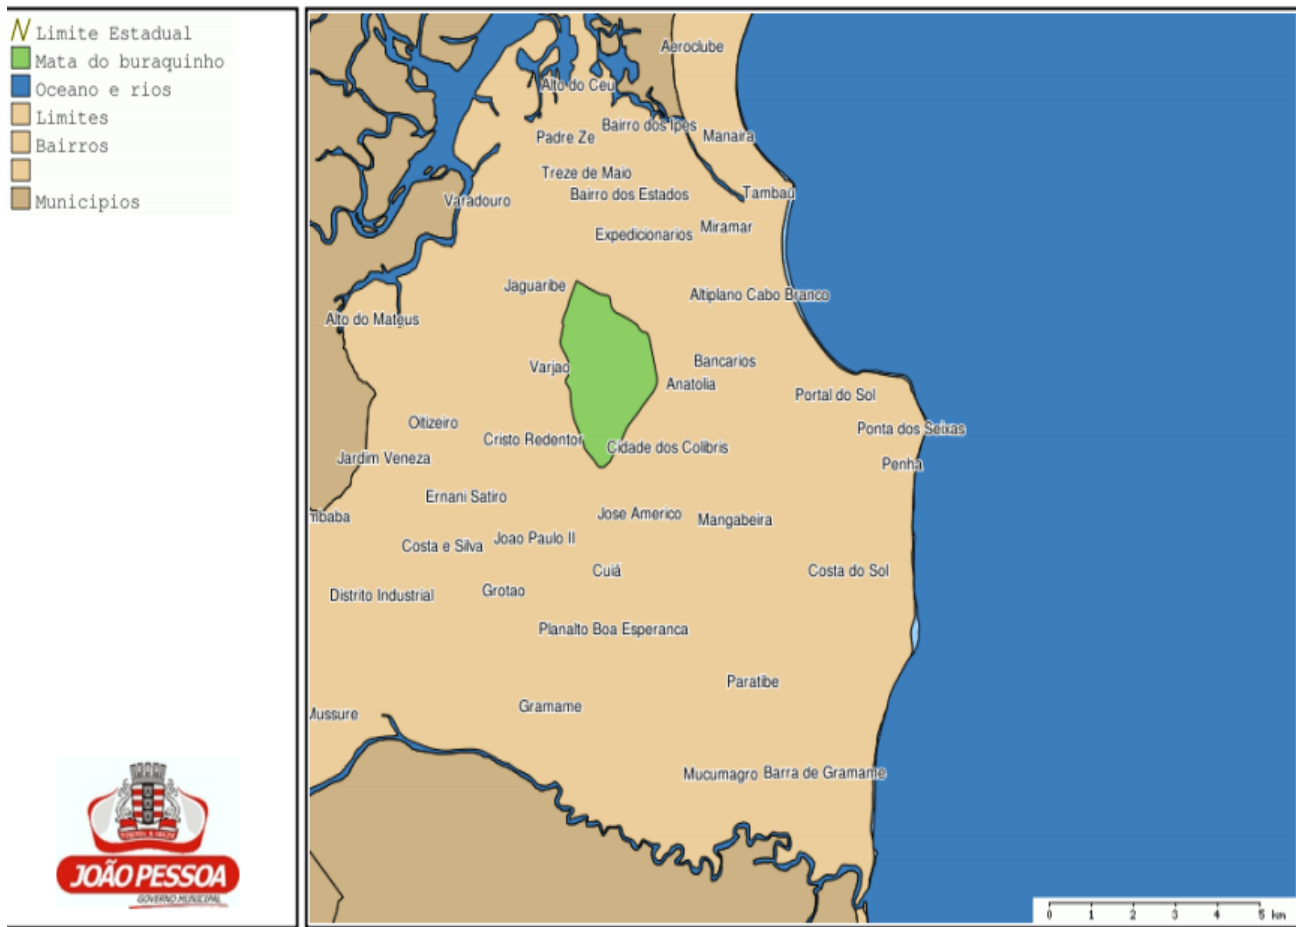 Limite Estadual
Mata do buraquinho
Oceano e rios
Limites
Bairros
Municipios
JOÃO PESSOA
GOVERNO MUNICIPAL
Aeroclube
Alto do Ceu
Bairro dos Ipes
Padre Ze
Manaira
Treze de Maio
Bairro dos Estados
Tambaú
Varadouro
Miramar
Expedicionarios
Jaguaribe
Altiplano Cabo Branco
Alto do Mateus
Bancarios
Varjao
Anatolia
Portal do Sol
Oitizeiro
Ponta dos Seixas
Cristo Redentor
Cidade dos Colibris
Jardim Veneza
Penha
Ernani Satiro
mbaba
Jose Americo
Mangabeira
Costa e Silva
Joao Paulo II
Cuiá
Costa do Sol
Grotao
Distrito Industrial
Planalto Boa Esperanca
Paratibe
Gramame
Mussure
Mucumagro
Barra de Gramame
0 1 2 3 4 5 km